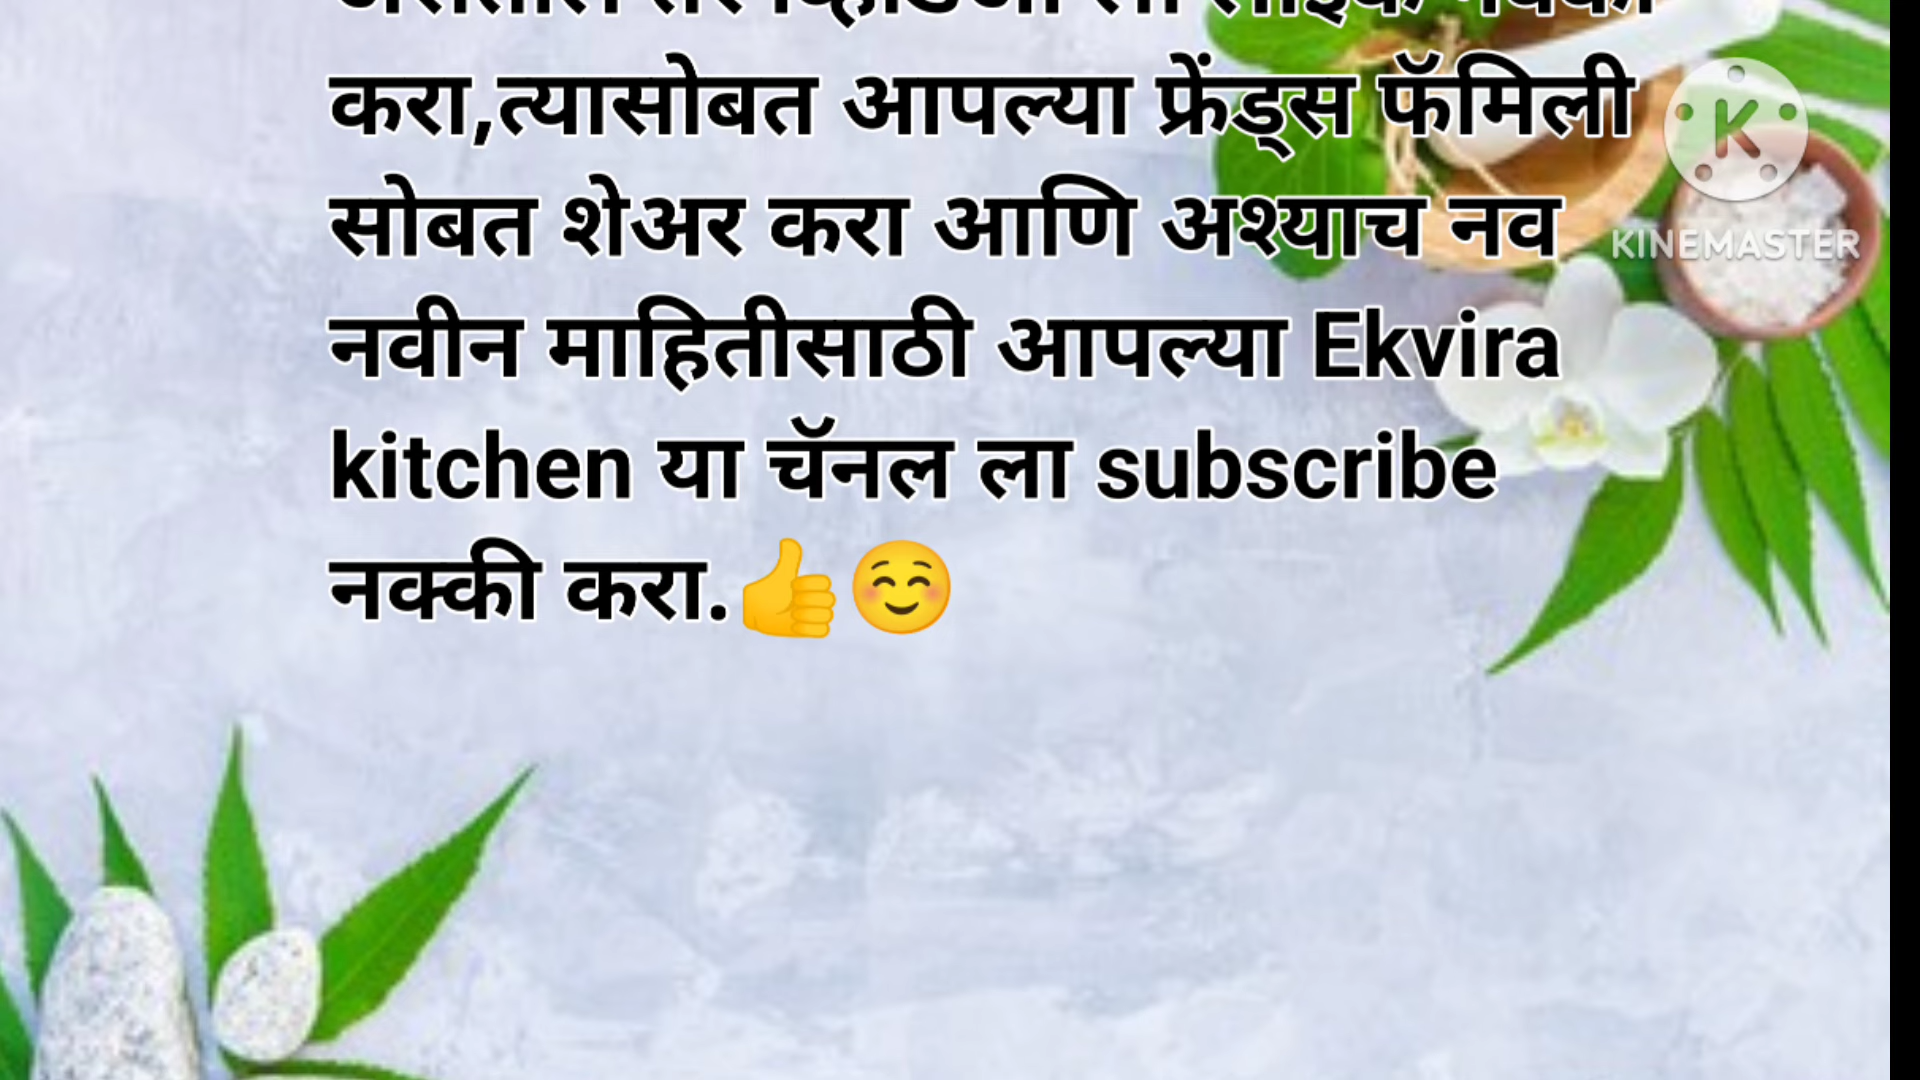 करा,त्यासोबत आपल्या फ्रेंड्स फॅमिली
सोबत शेअर करा आणि अश्याच नव
नवीन माहितीसाठी आपल्या Ekvira
kitchen या चॅनल ला subscribe
नक्की करा.👍☺️
K
KINEMASTER